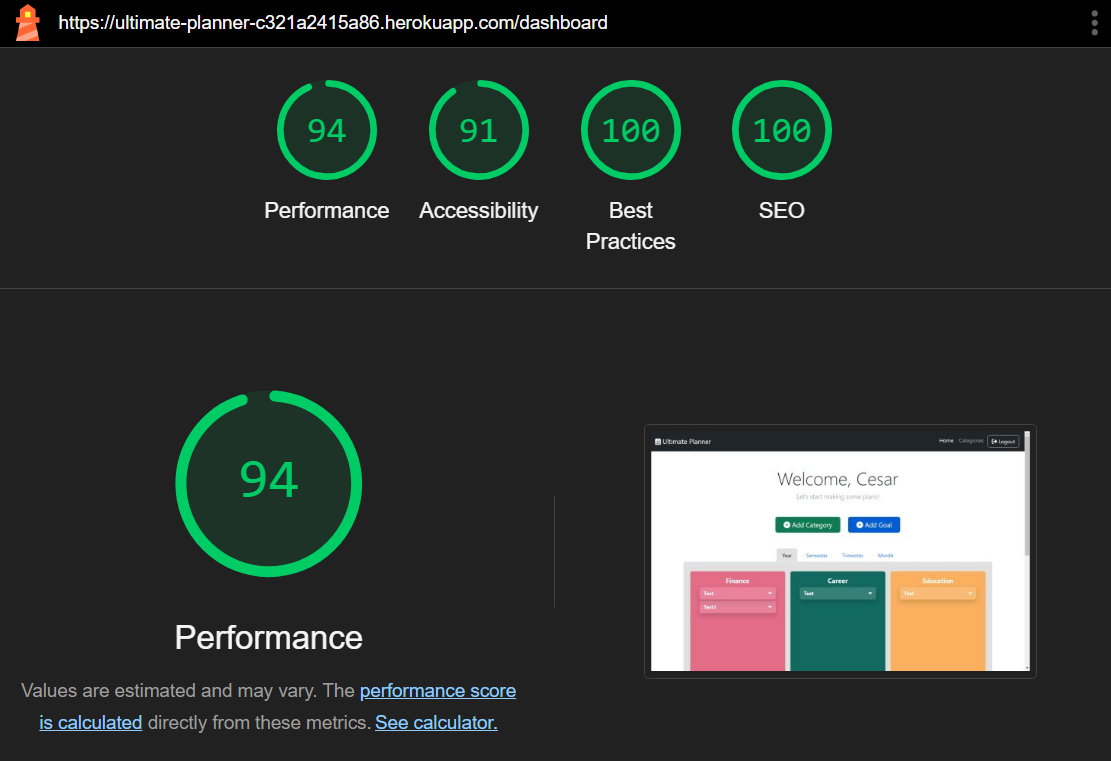 https://ultimate-planner-c321a2415a86.herokuapp.com/dashboard
94 91 100 100
Performance Accessibility Best Practices SEO
94
Performance
Values are estimated and may vary. The performance score
is calculated directly from these metrics. See calculator.
Ultimate Planner Home Categories Logout
Welcome, Cesar
Let's start making some plans!
Add Category Add Goal
Year Semester Trimester Month
Finance Career Education
Test Test Test
Test1